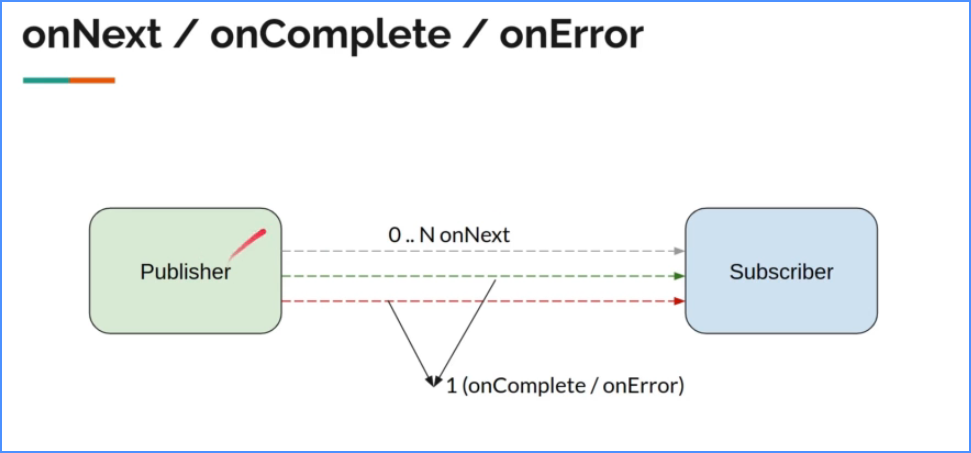 onNext / onComplete / onError
0 .. N onNext
Publisher
Subscriber
1 (onComplete / onError)